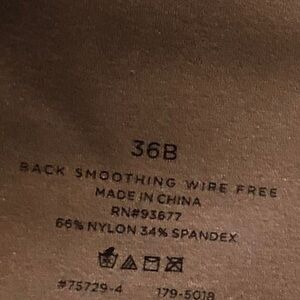 36B
BACK SMOOTHING WIRE FREE
MADE IN CHINA
RN#93677
66% NYLON 34% SPANDEX
#75729-4 179-5018